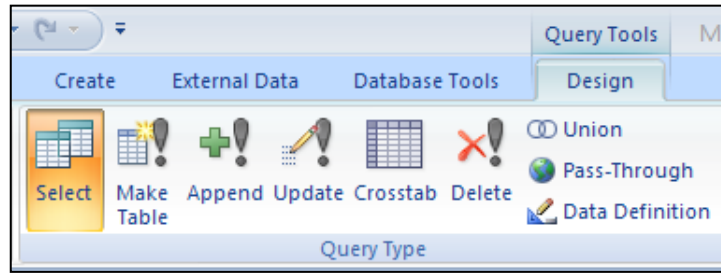 Query Tools M
Create External Data Database Tools Design
Select Make Table Append Update Crosstab Delete
Union
Pass-Through
Data Definition
Query Type